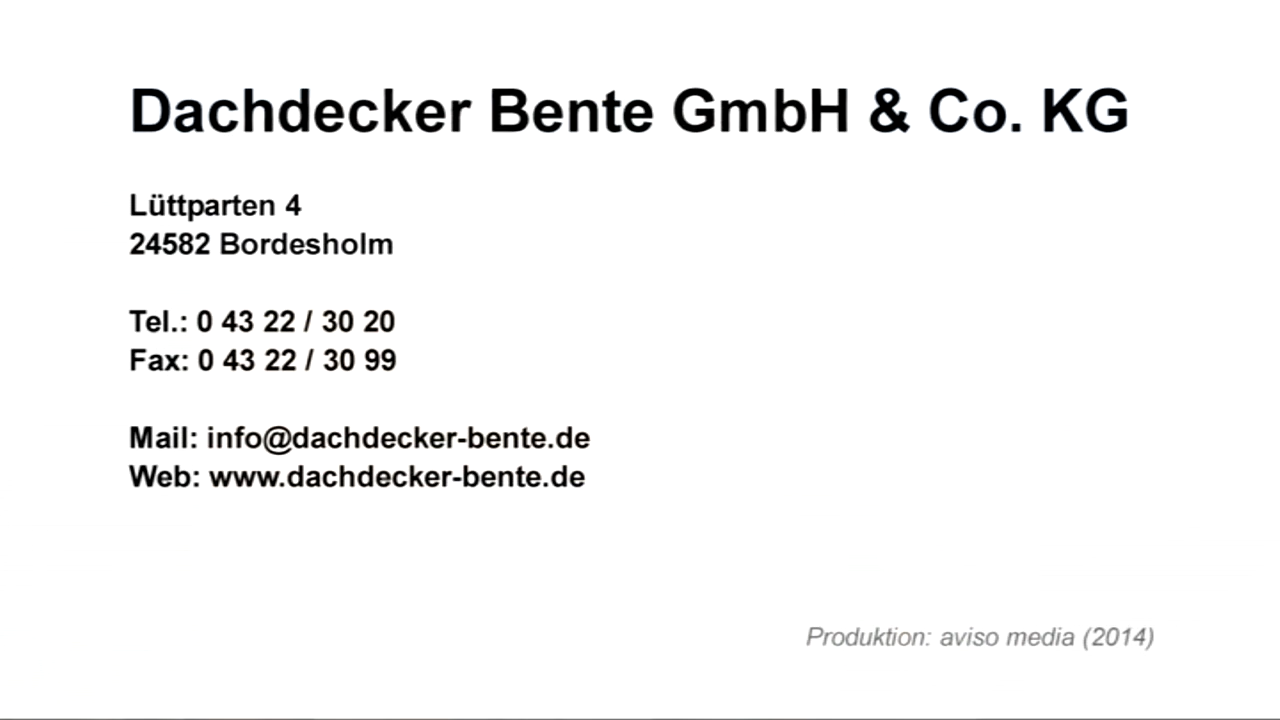 Dachdecker Bente GmbH & Co. KG
Lüttparten 4
24582 Bordesholm
Tel.: 0 43 22 / 30 20
Fax: 0 43 22 / 30 99
Mail: info@dachdecker-bente.de
Web: www.dachdecker-bente.de
Produktion: aviso media (2014)